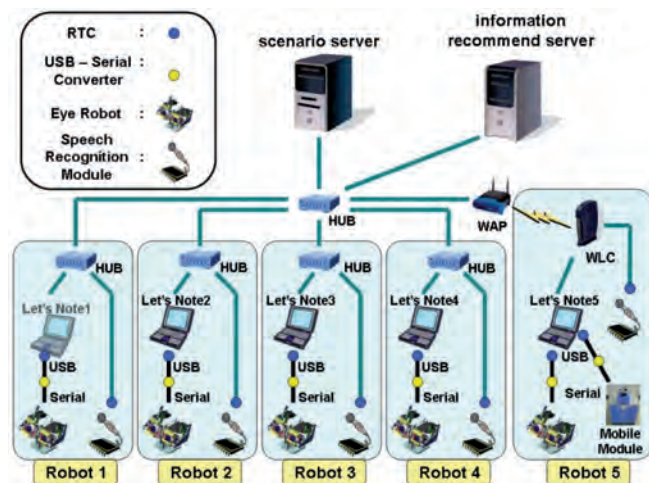 scenario server
information
recommend server
RTC :
USB – Serial :
Converter
Eye Robot :
Speech
Recognition :
Module
HUB
WAP
WLC
HUB
HUB
HUB
HUB
Let's Note1
Let's Note2
Let's Note3
Let's Note4
Let's Note5
USB
USB
USB
USB
USB
Serial
Serial
Serial
Serial
Serial
Mobile
Module
Robot 1
Robot 2
Robot 3
Robot 4
Robot 5